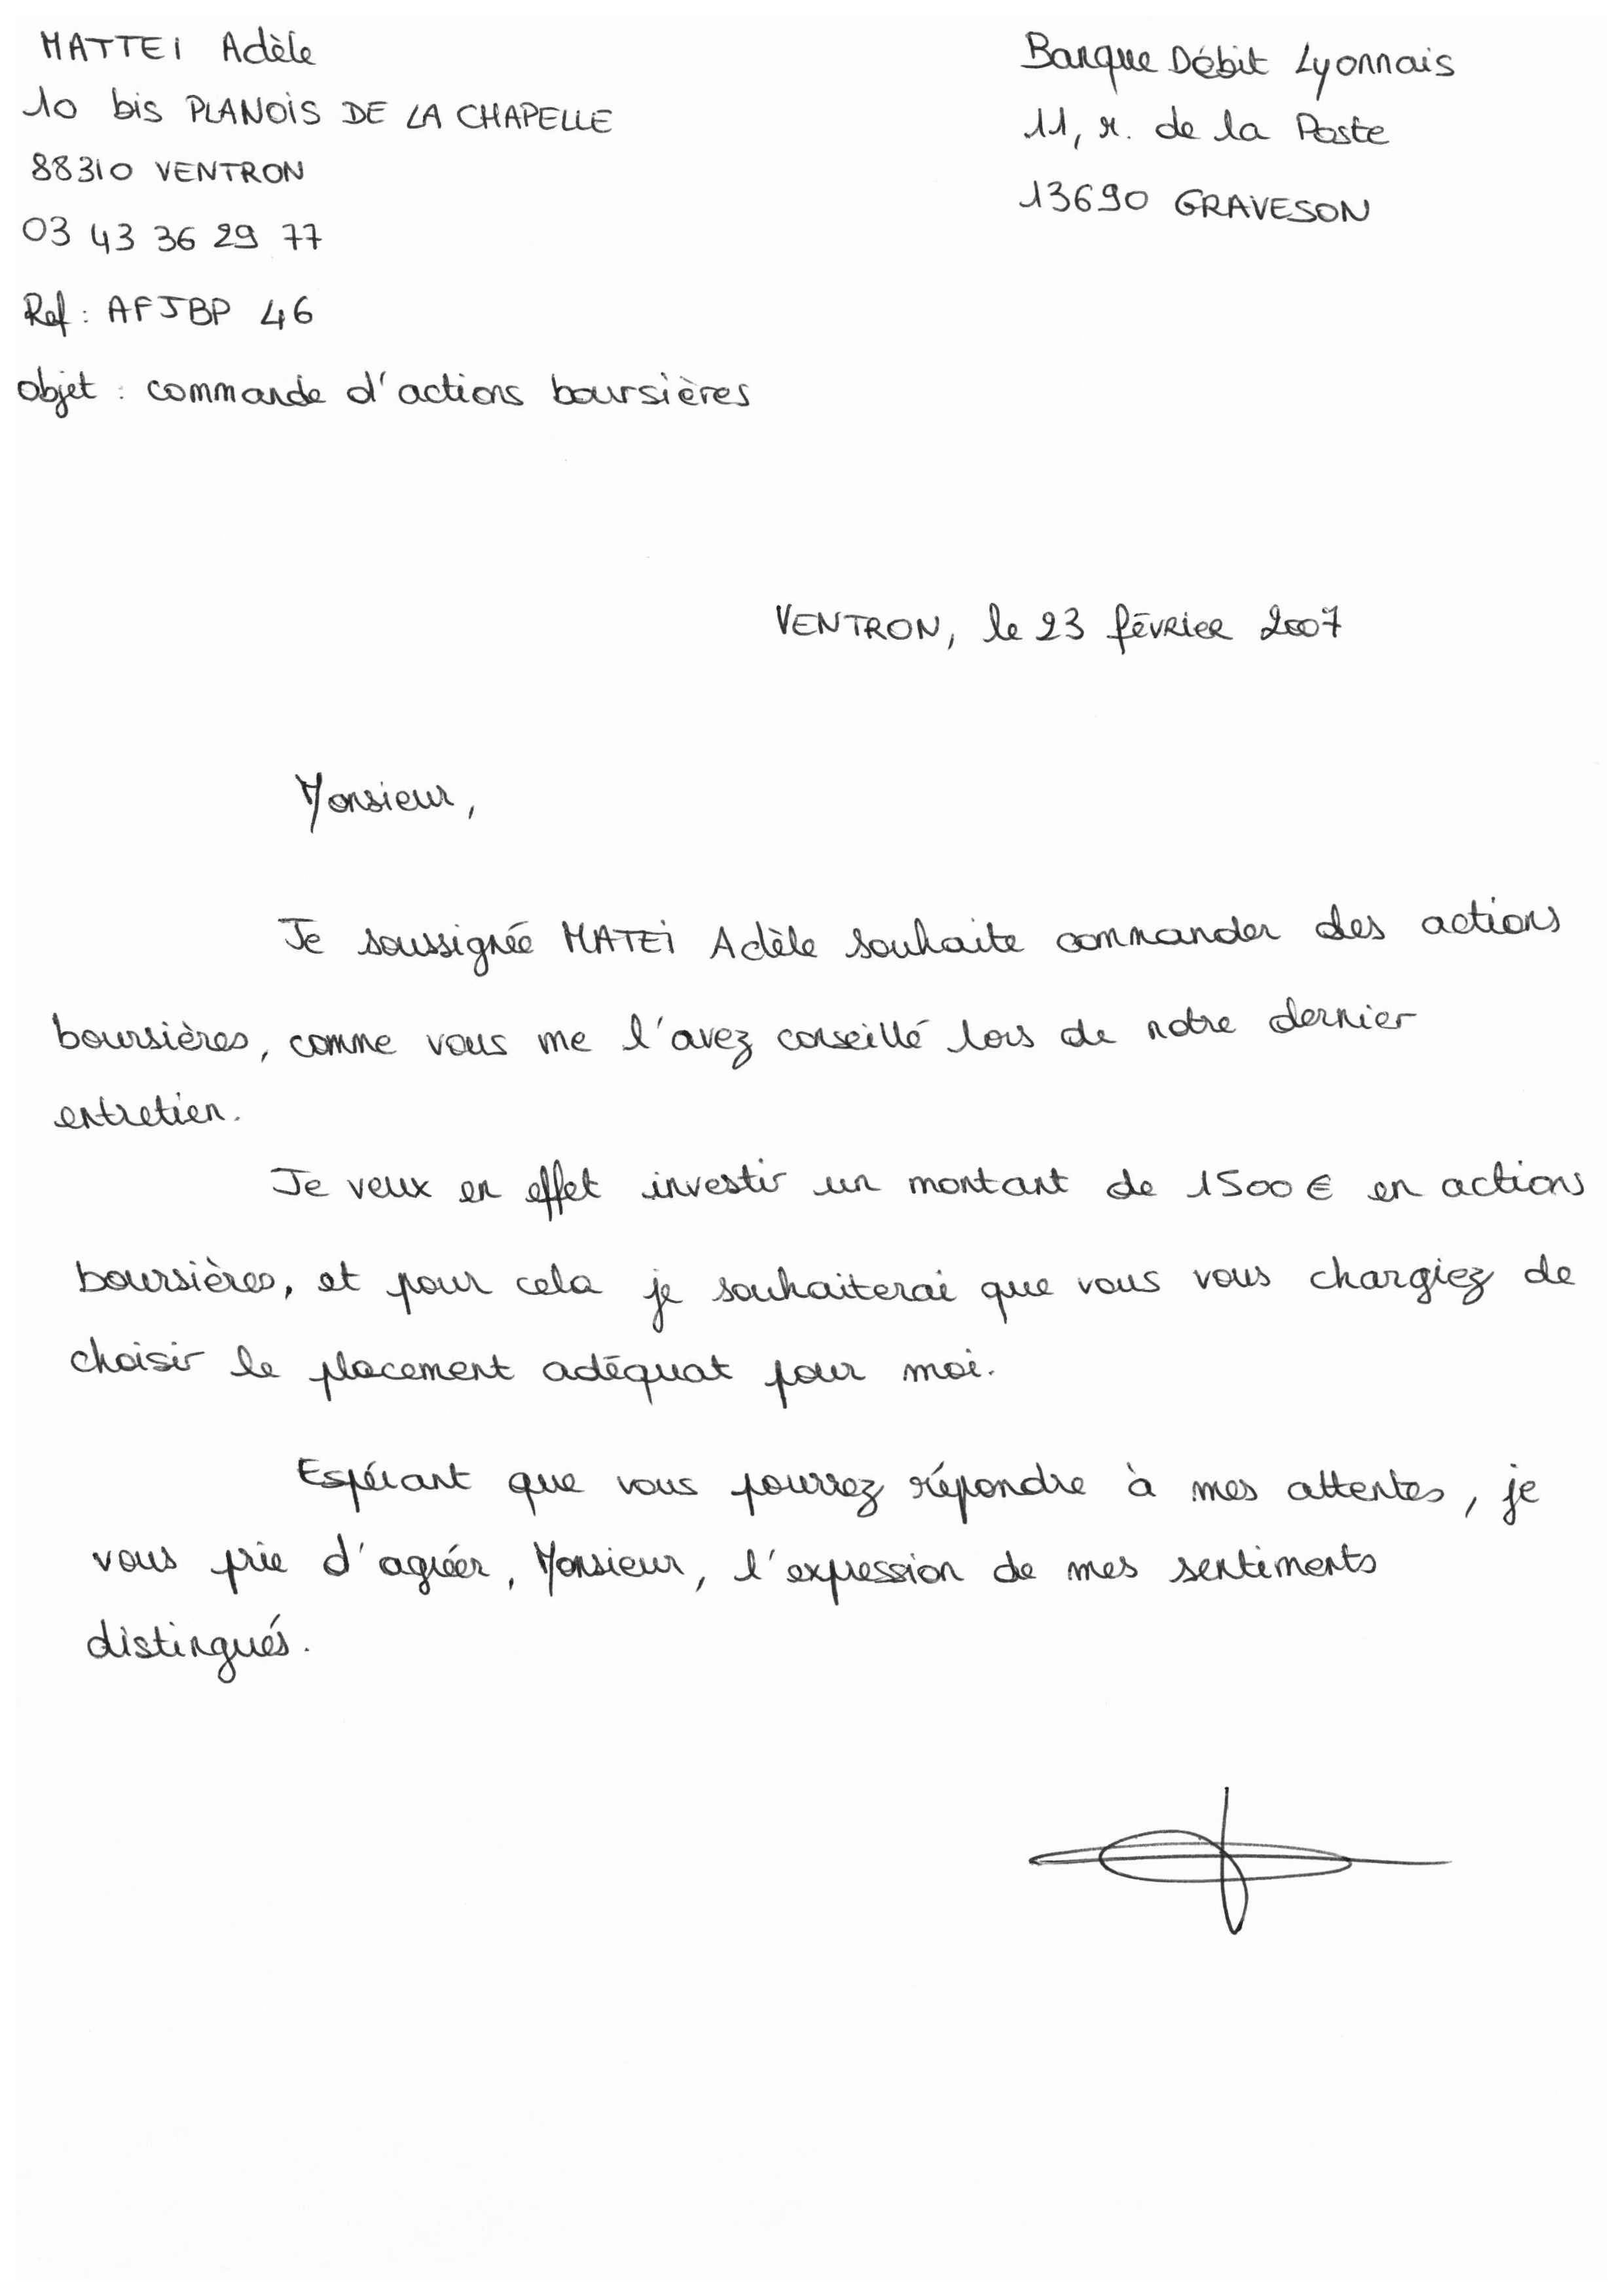 MATTEI Adèle
10 bis PLANOIS DE LA CHAPELLE
88310 VENTRON
03 43 36 29 77
Ref : AFJBP 46
objet : commande d'actions boursières
Banque Débit Lyonnais
11, r. de la Poste
13690 GRAVESON
VENTRON, le 23 février 2007
Monsieur,
Je soussignée MATEI Adèle souhaite commander des actions
boursières, comme vous me l'avez conseillé lors de notre dernier
entretien.
Je veux en effet investir un montant de 1500 € en actions
boursières, et pour cela je souhaiterai que vous vous chargiez de
choisir le placement adéquat pour moi.
Espérant que vous pourrez répondre à mes attentes, je
vous prie d'agréer, Monsieur, l'expression de mes sentiments
distingués.